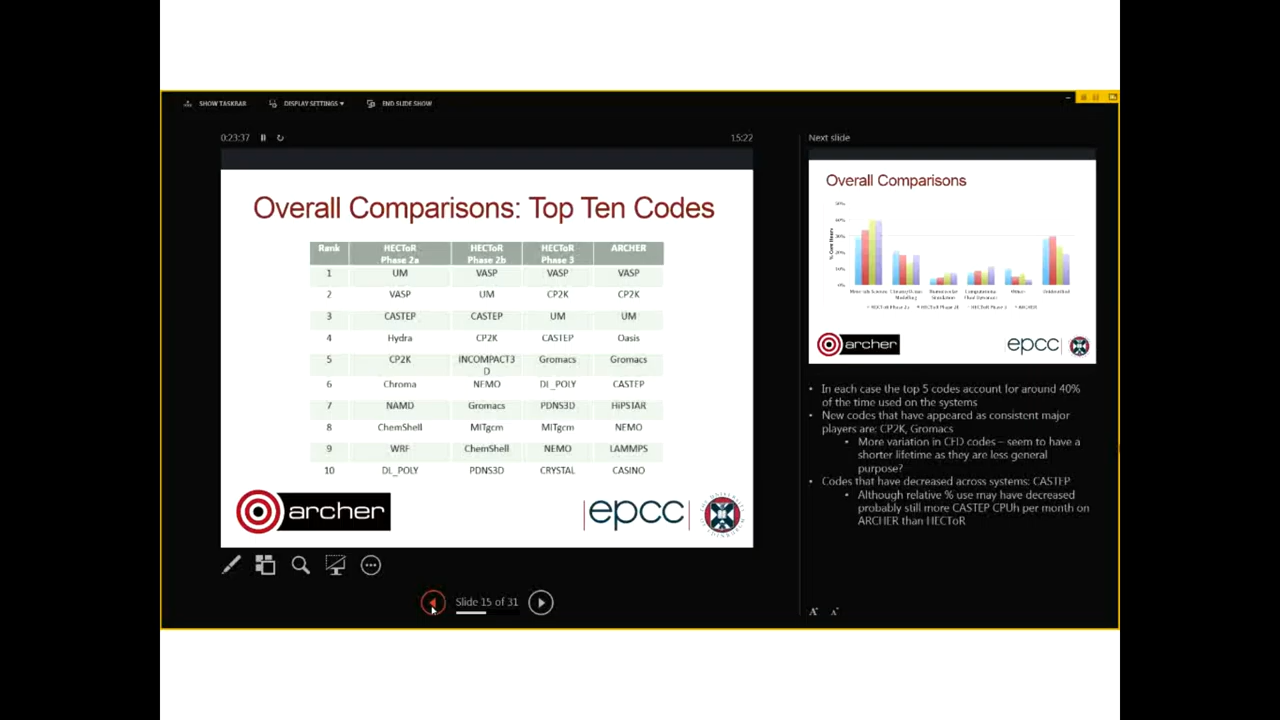 SHOW TASKBAR DISPLAY SETTINGS ▾ END SLIDE SHOW
0:23:37 15:22 Next slide
Overall Comparisons: Top Ten Codes
Rank HECToR Phase 2a HECToR Phase 2b HECToR Phase 3 ARCHER
1 UM VASP VASP VASP
2 VASP UM CP2K CP2K
3 CASTEP CASTEP UM UM
4 Hydra CP2K CASTEP Oasis
5 CP2K INCOMPACT3D Gromacs Gromacs
6 Chroma NEMO DL_POLY CASTEP
7 NAMD Gromacs PDNS3D HiPSTAR
8 ChemShell MITgcm MITgcm NEMO
9 WRF ChemShell NEMO LAMMPS
10 DL_POLY PDNS3D CRYSTAL CASINO
archer
epcc
Slide 15 of 31
Overall Comparisons
archer
epcc
• In each case the top 5 codes account for around 40%
of the time used on the systems
• New codes that have appeared as consistent major
players are: CP2K, Gromacs
• More variation in CFD codes – seem to have a
shorter lifetime as they are less general
purpose?
• Codes that have decreased across systems: CASTEP
• Although relative % use may have decreased
probably still more CASTEP CPUh per month on
ARCHER than HECToR